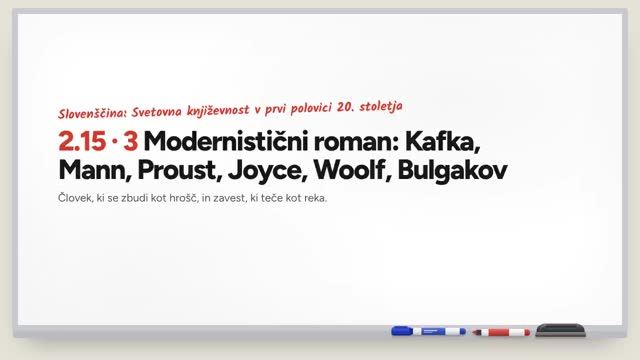 Slovenščina: Svetovna književnost v prvi polovici 20. stoletja
2.15 · 3 Modernistični roman: Kafka,
Mann, Proust, Joyce, Woolf, Bulgakov
Človek, ki se zbudi kot hrošč, in zavest, ki teče kot reka.